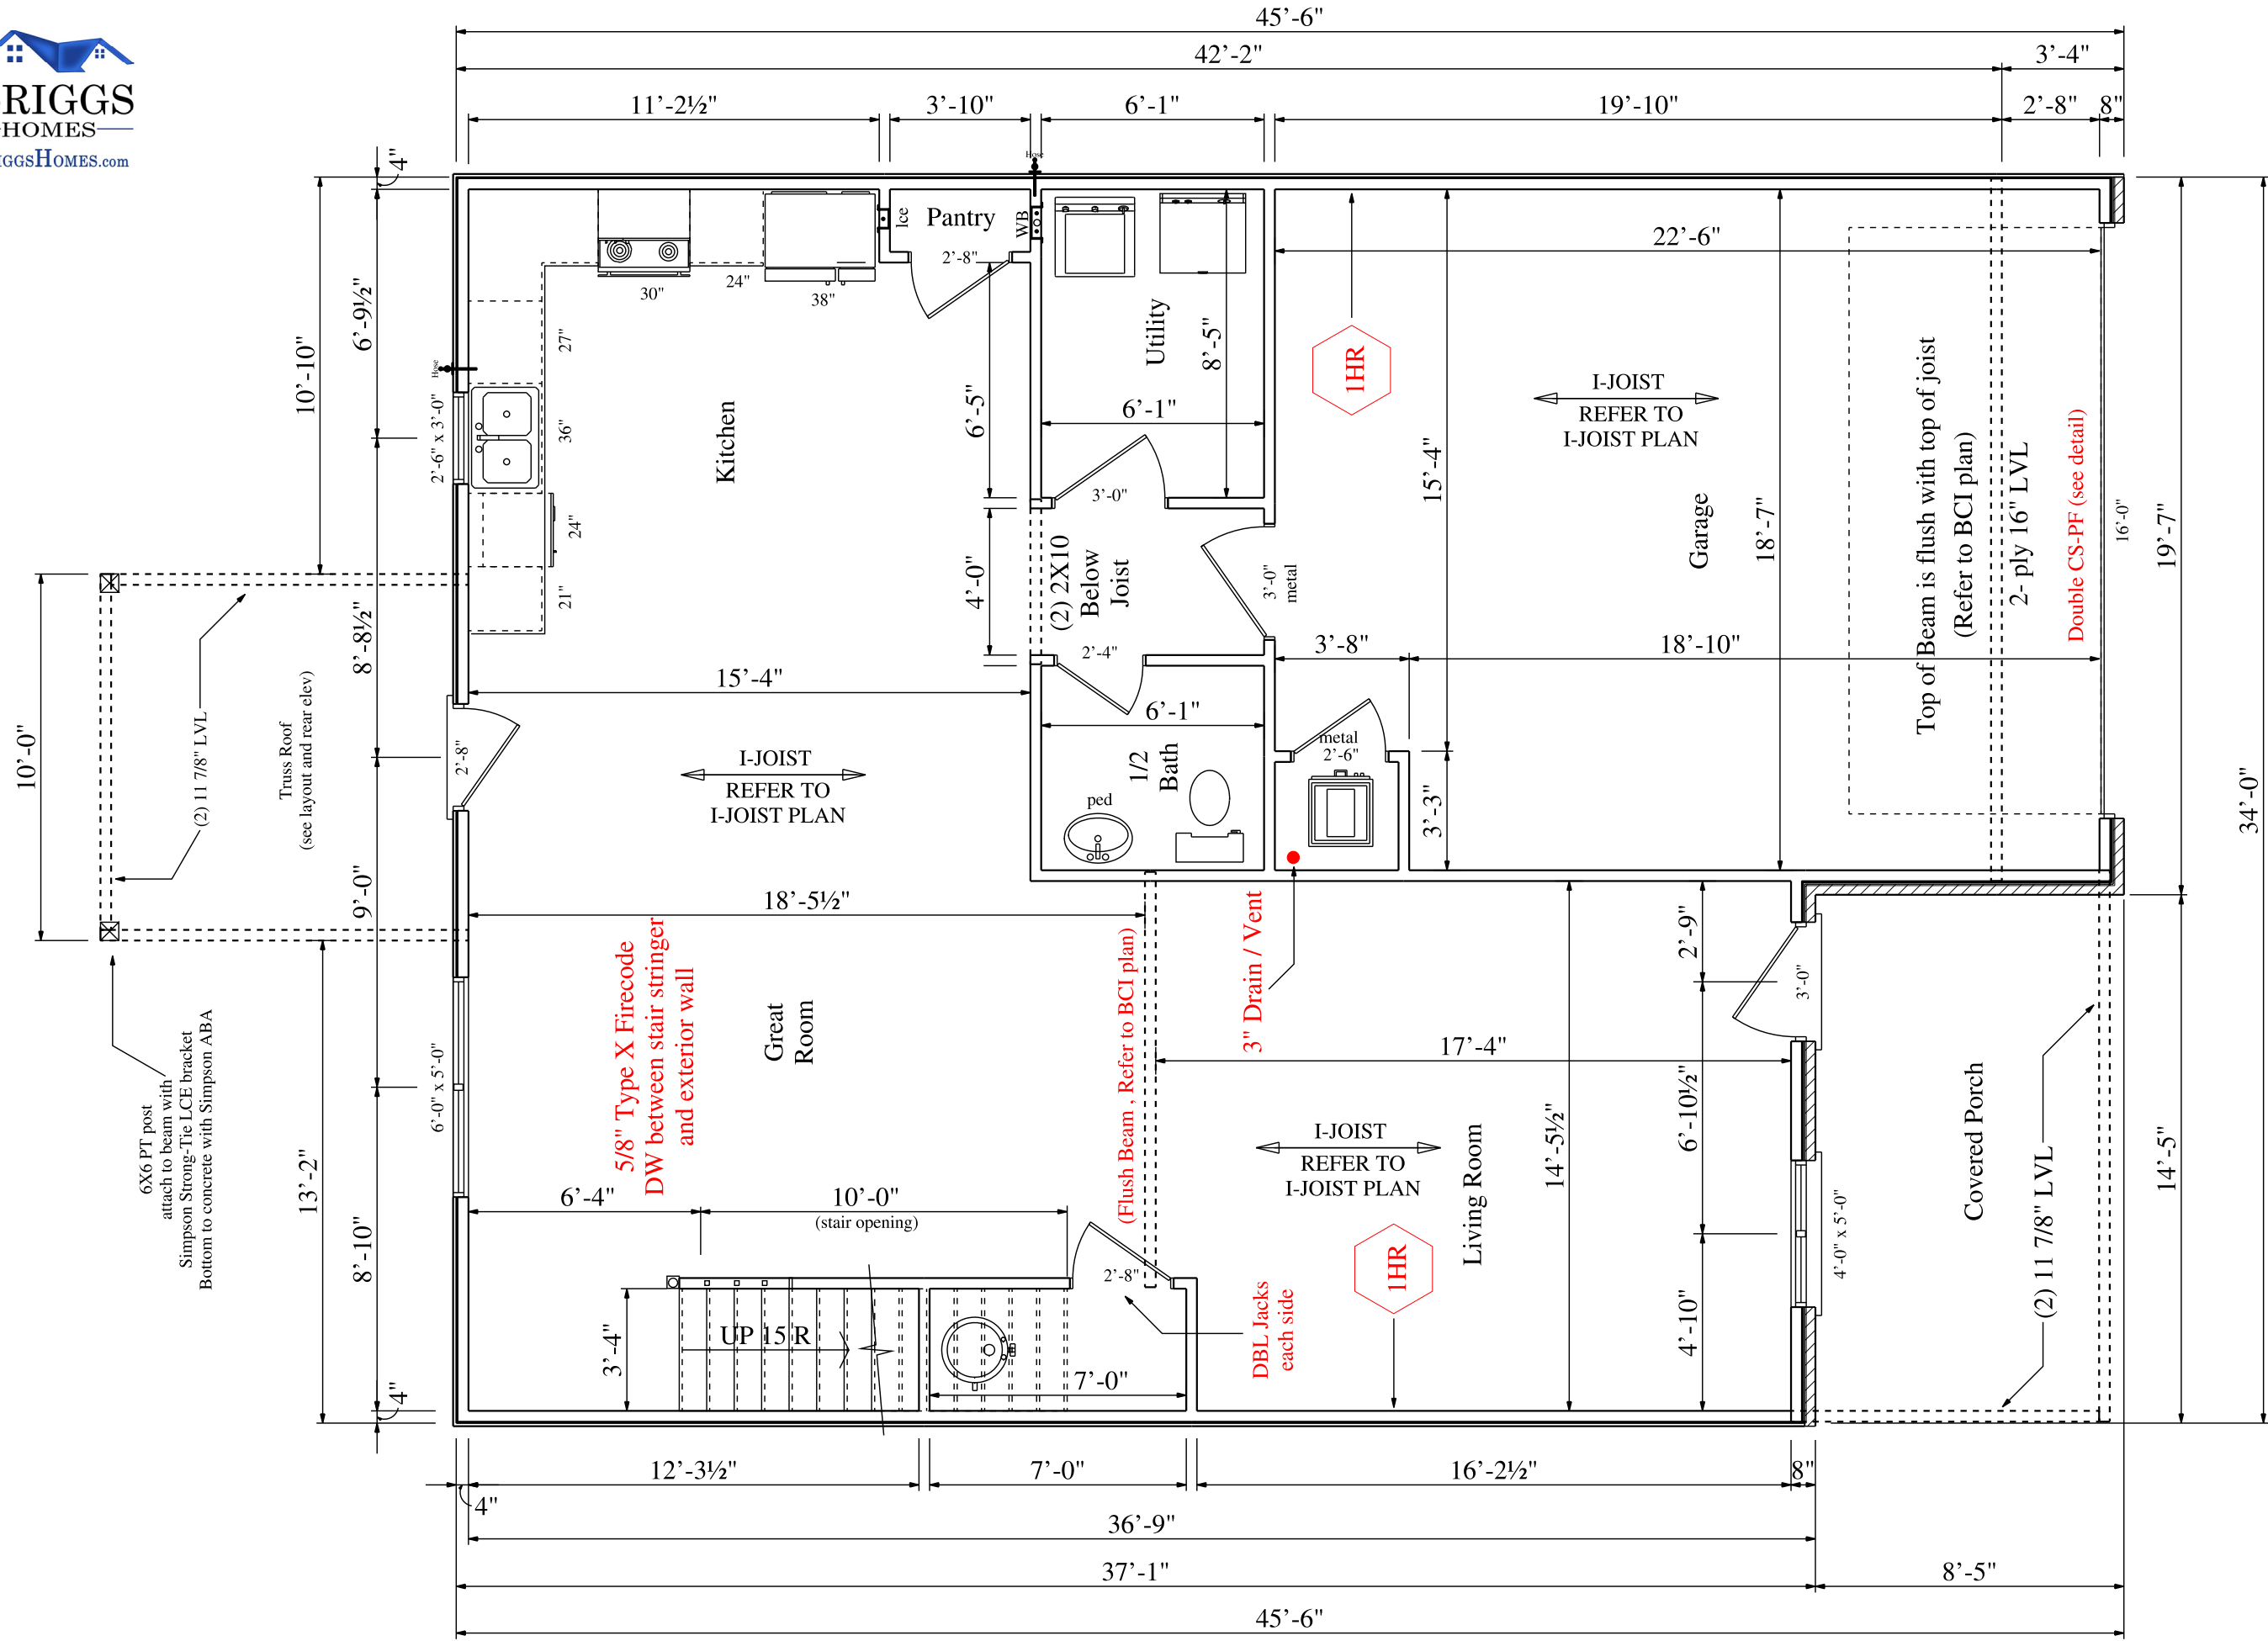 45'-6"
42'-2"
3'-4"
11'-2½"
3'-10"
6'-1"
19'-10"
2'-8"
8"
RIGGS
HOMES
IGGSHOMES.com
4"
Hose
Ice
Pantry
WB
2'-8"
22'-6"
30"
24"
38"
6'-9½"
10'-10"
27"
Utility
8'-5"
1HR
Hose
2'-6" x 3'-0"
36"
Kitchen
6'-5"
6'-1"
I-JOIST
REFER TO
I-JOIST PLAN
15'-4"
Garage
18'-7"
Top of Beam is flush with top of joist
(Refer to BCI plan)
2- ply 16" LVL
Double CS-PF (see detail)
16'-0"
19'-7"
3'-0"
24"
21"
4'-0"
(2) 2X10
Below
Joist
3'-0"
metal
8'-8½"
10'-0"
(2) 11 7/8" LVL
Truss Roof
(see layout and rear elev)
2'-4"
3'-8"
18'-10"
15'-4"
6'-1"
2'-8"
I-JOIST
REFER TO
I-JOIST PLAN
1/2
Bath
ped
metal
2'-6"
3'-3"
34'-0"
9'-0"
18'-5½"
5/8" Type X Firecode
DW between stair stringer
and exterior wall
Great
Room
(Flush Beam , Refer to BCI plan)
3" Drain / Vent
2'-9"
3'-0"
17'-4"
6X6 PT post
attach to beam with
Simpson Strong-Tie LCE bracket
Bottom to concrete with Simpson ABA
13'-2"
6'-0" x 5'-0"
8'-10"
6'-4"
10'-0"
(stair opening)
I-JOIST
REFER TO
I-JOIST PLAN
Living Room
14'-5½"
6'-10½"
4'-0" x 5'-0"
Covered Porch
(2) 11 7/8" LVL
14'-5"
2'-8"
1HR
DBL Jacks
each side
4'-10"
3'-4"
UP 15 R
7'-0"
4"
12'-3½"
7'-0"
16'-2½"
8"
4"
36'-9"
37'-1"
8'-5"
45'-6"